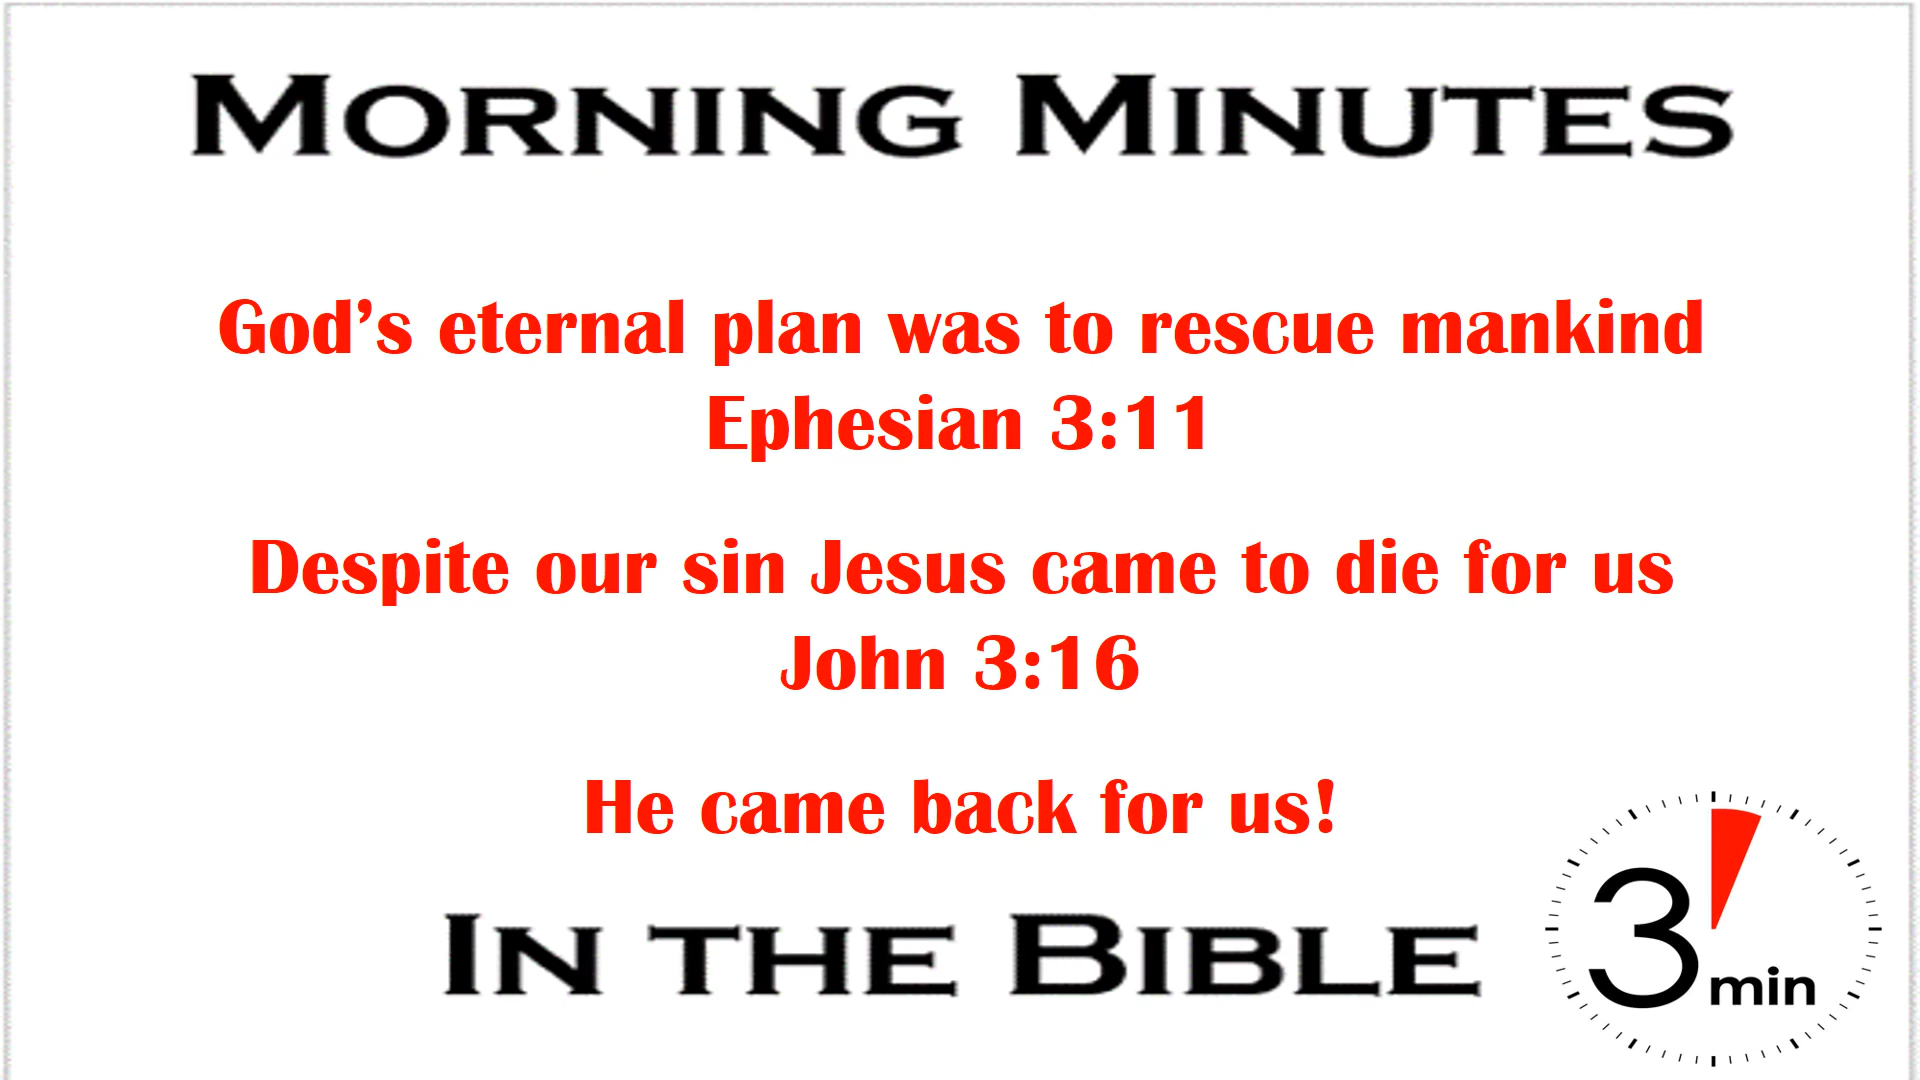 Morning Minutes
God’s eternal plan was to rescue mankind
Ephesian 3:11
Despite our sin Jesus came to die for us
John 3:16
He came back for us!
In the Bible
3 min